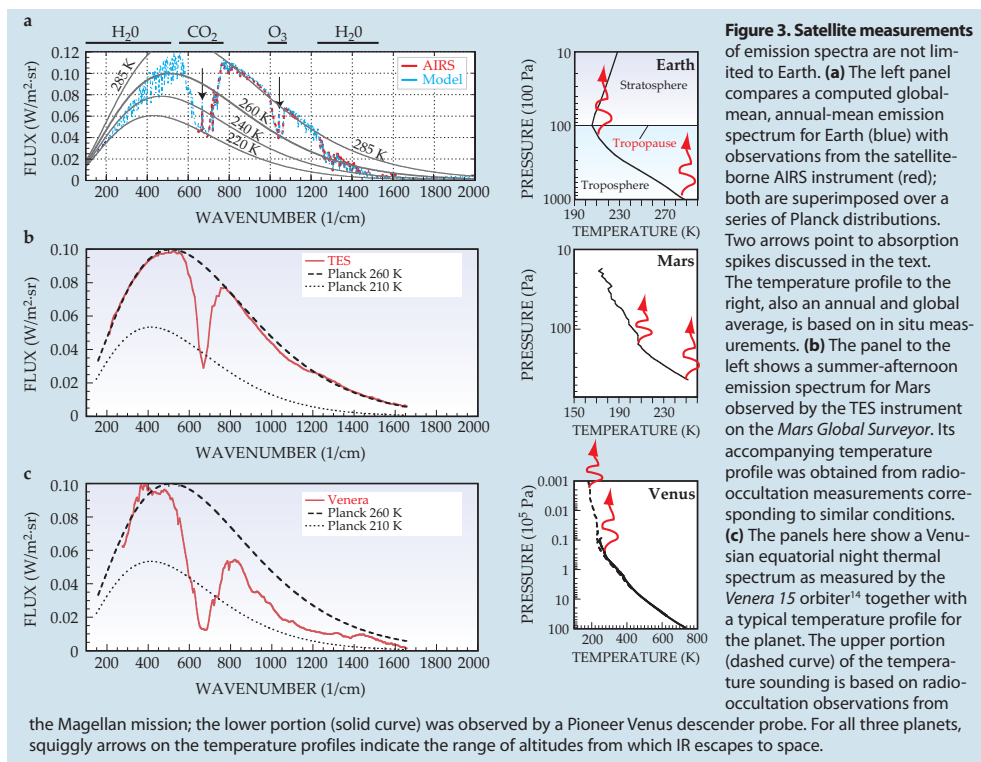 a
H₂0 CO₂ O₃ H₂0
0.12
0.10
0.08
0.06
0.04
0.02
0
FLUX (W/m²-sr)
285 K
260 K
240 K
220 K
285 K
AIRS
Model
200 400 600 800 1000 1200 1400 1600 1800 2000
WAVENUMBER (1/cm)
10
100
1000
PRESSURE (100 Pa)
Earth
Stratosphere
Tropopause
Troposphere
190 230 270
TEMPERATURE (K)
b
0.10
0.08
0.06
0.04
0.02
0
FLUX (W/m²-sr)
TES
Planck 260 K
Planck 210 K
200 400 600 800 1000 1200 1400 1600 1800 2000
WAVENUMBER (1/cm)
10
100
PRESSURE (Pa)
Mars
150 190 230
TEMPERATURE (K)
c
0.10
0.08
0.06
0.04
0.02
0
FLUX (W/m²-sr)
Venera
Planck 260 K
Planck 210 K
200 400 600 800 1000 1200 1400 1600 1800 2000
WAVENUMBER (1/cm)
0.001
0.01
0.1
1
10
100
PRESSURE (10⁵ Pa)
Venus
200 400 600 800
TEMPERATURE (K)
Figure 3. Satellite measurements
of emission spectra are not lim-
ited to Earth. (a) The left panel
compares a computed global-
mean, annual-mean emission
spectrum for Earth (blue) with
observations from the satellite-
borne AIRS instrument (red);
both are superimposed over a
series of Planck distributions.
Two arrows point to absorption
spikes discussed in the text.
The temperature profile to the
right, also an annual and global
average, is based on in situ meas-
urements. (b) The panel to the
left shows a summer-afternoon
emission spectrum for Mars
observed by the TES instrument
on the Mars Global Surveyor. Its
accompanying temperature
profile was obtained from radio-
occultation measurements corre-
sponding to similar conditions.
(c) The panels here show a Venu-
sian equatorial night thermal
spectrum as measured by the
Venera 15 orbiter¹⁴ together with
a typical temperature profile for
the planet. The upper portion
(dashed curve) of the tempera-
ture sounding is based on radio-
occultation observations from
the Magellan mission; the lower portion (solid curve) was observed by a Pioneer Venus descender probe. For all three planets,
squiggly arrows on the temperature profiles indicate the range of altitudes from which IR escapes to space.